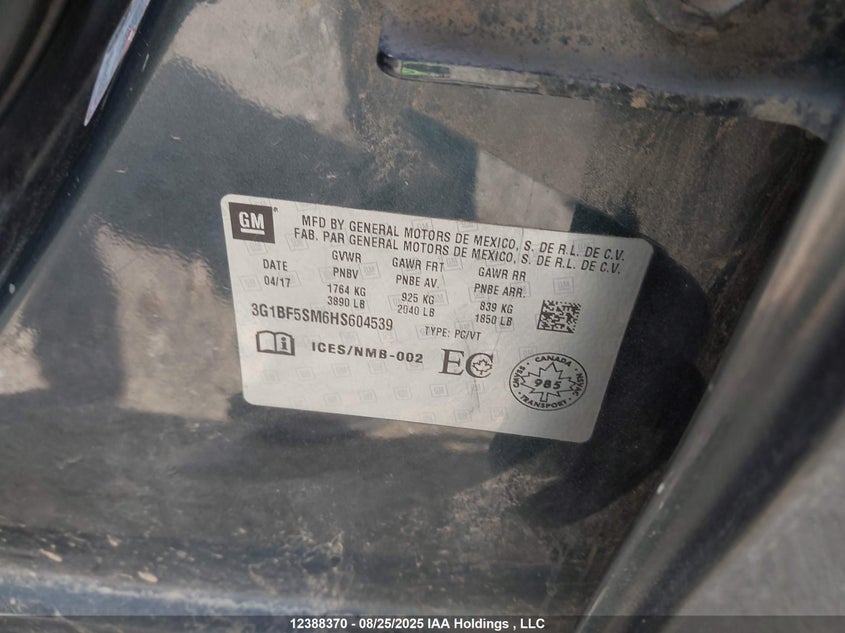 GM
MFD BY GENERAL MOTORS DE MEXICO, S. DE R.L. DE C.V.
FAB. PAR GENERAL MOTORS DE MEXICO, S. DE R.L. DE C.V.
DATE GVWR GAWR FRT GAWR RR
04/17 PNBV PNBE AV. PNBE ARR.
1764 KG 925 KG 839 KG
3890 LB 2040 LB 1850 LB
3G1BF5SM6HS604539 TYPE: PC/VT
i ICES/NMB-002 EC
CANADA
CMVSS 985 NSVAC
TRANSPORT
12388370 - 08/25/2025 IAA Holdings , LLC